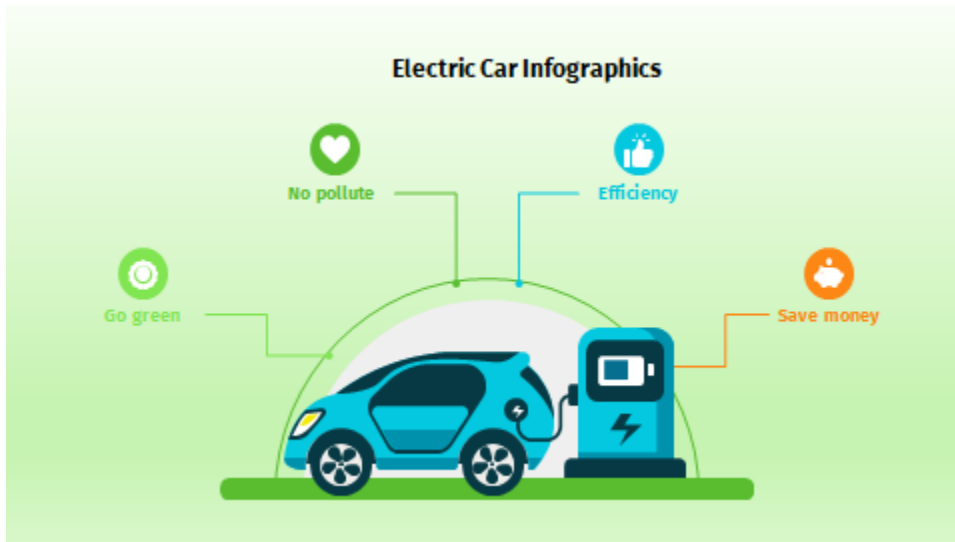 Electric Car Infographics
No pollute
Efficiency
Go green
Save money